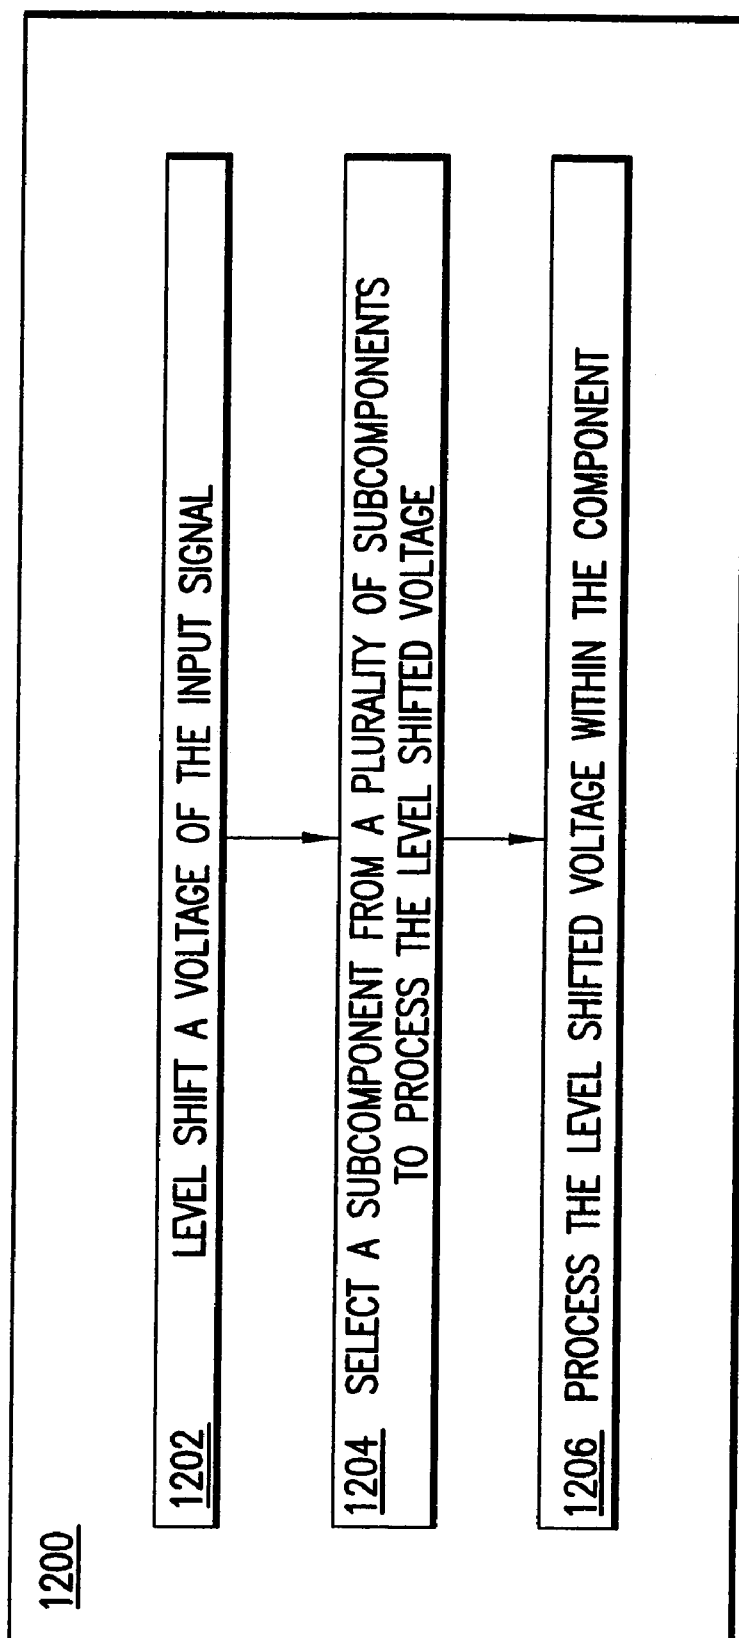 1200
1202 LEVEL SHIFT A VOLTAGE OF THE INPUT SIGNAL
1204 SELECT A SUBCOMPONENT FROM A PLURALITY OF SUBCOMPONENTS
TO PROCESS THE LEVEL SHIFTED VOLTAGE
1206 PROCESS THE LEVEL SHIFTED VOLTAGE WITHIN THE COMPONENT